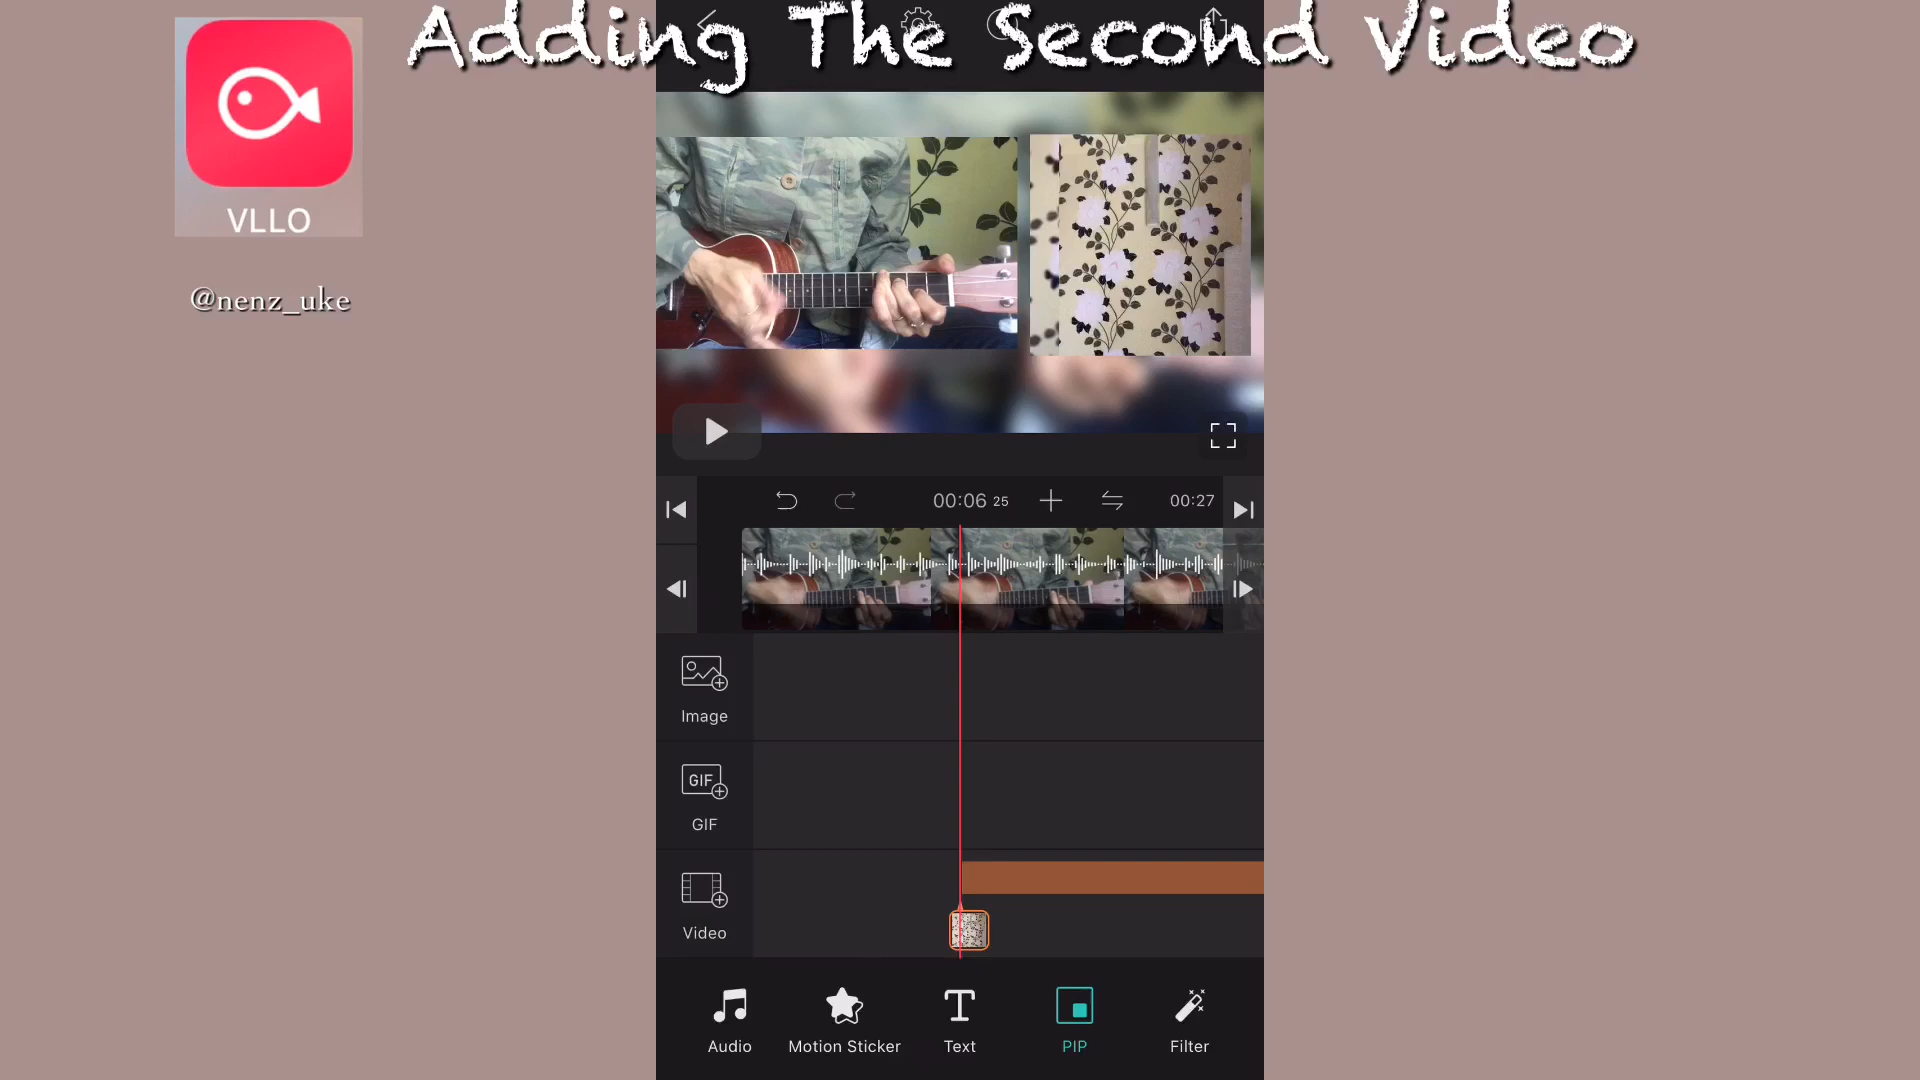 Adding The Second Video
VLLO
@nenz_uke
00:06 25
00:27
Image
GIF
GIF
Video
Audio
Motion Sticker
Text
PIP
Filter